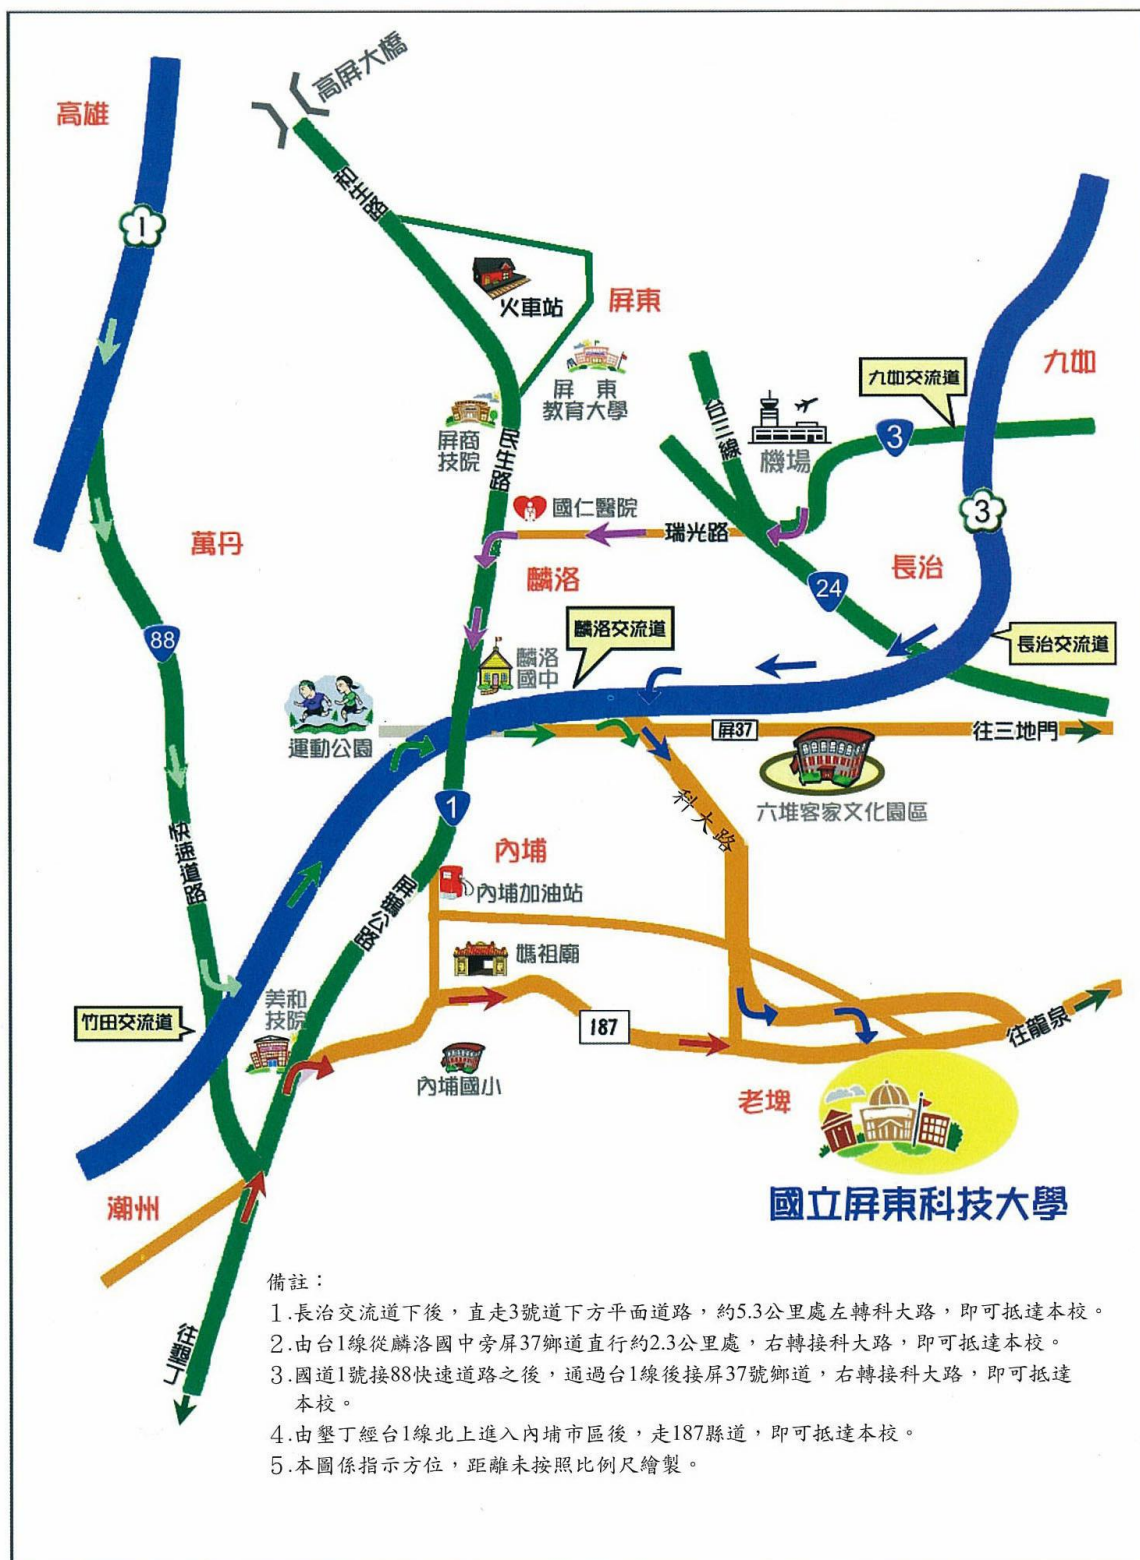 高屏大橋
高雄
1
和生路
火車站
屏東
九如
九如交流道
屏東
教育大學
台三線
機場
3
屏商
技院
民生路
國仁醫院
瑞光路
3
萬丹
麟洛
長治
24
88
麟洛交流道
長治交流道
麟洛
國中
運動公園
屏37
往三地門
六堆客家文化園區
1
科大路
快速道路
內埔
屏鵝公路
內埔加油站
媽祖廟
美和
技院
竹田交流道
187
往龍泉
內埔國小
老埤
潮州
國立屏東科技大學
往墾丁
備註：
1.長治交流道下後，直走3號道下方平面道路，約5.3公里處左轉科大路，即可抵達本校。
2.由台1線從麟洛國中旁屏37鄉道直行約2.3公里處，右轉接科大路，即可抵達本校。
3.國道1號接88快速道路之後，通過台1線後接屏37號鄉道，右轉接科大路，即可抵達
本校。
4.由墾丁經台1線北上進入內埔市區後，走187縣道，即可抵達本校。
5.本圖係指示方位，距離未按照比例尺繪製。